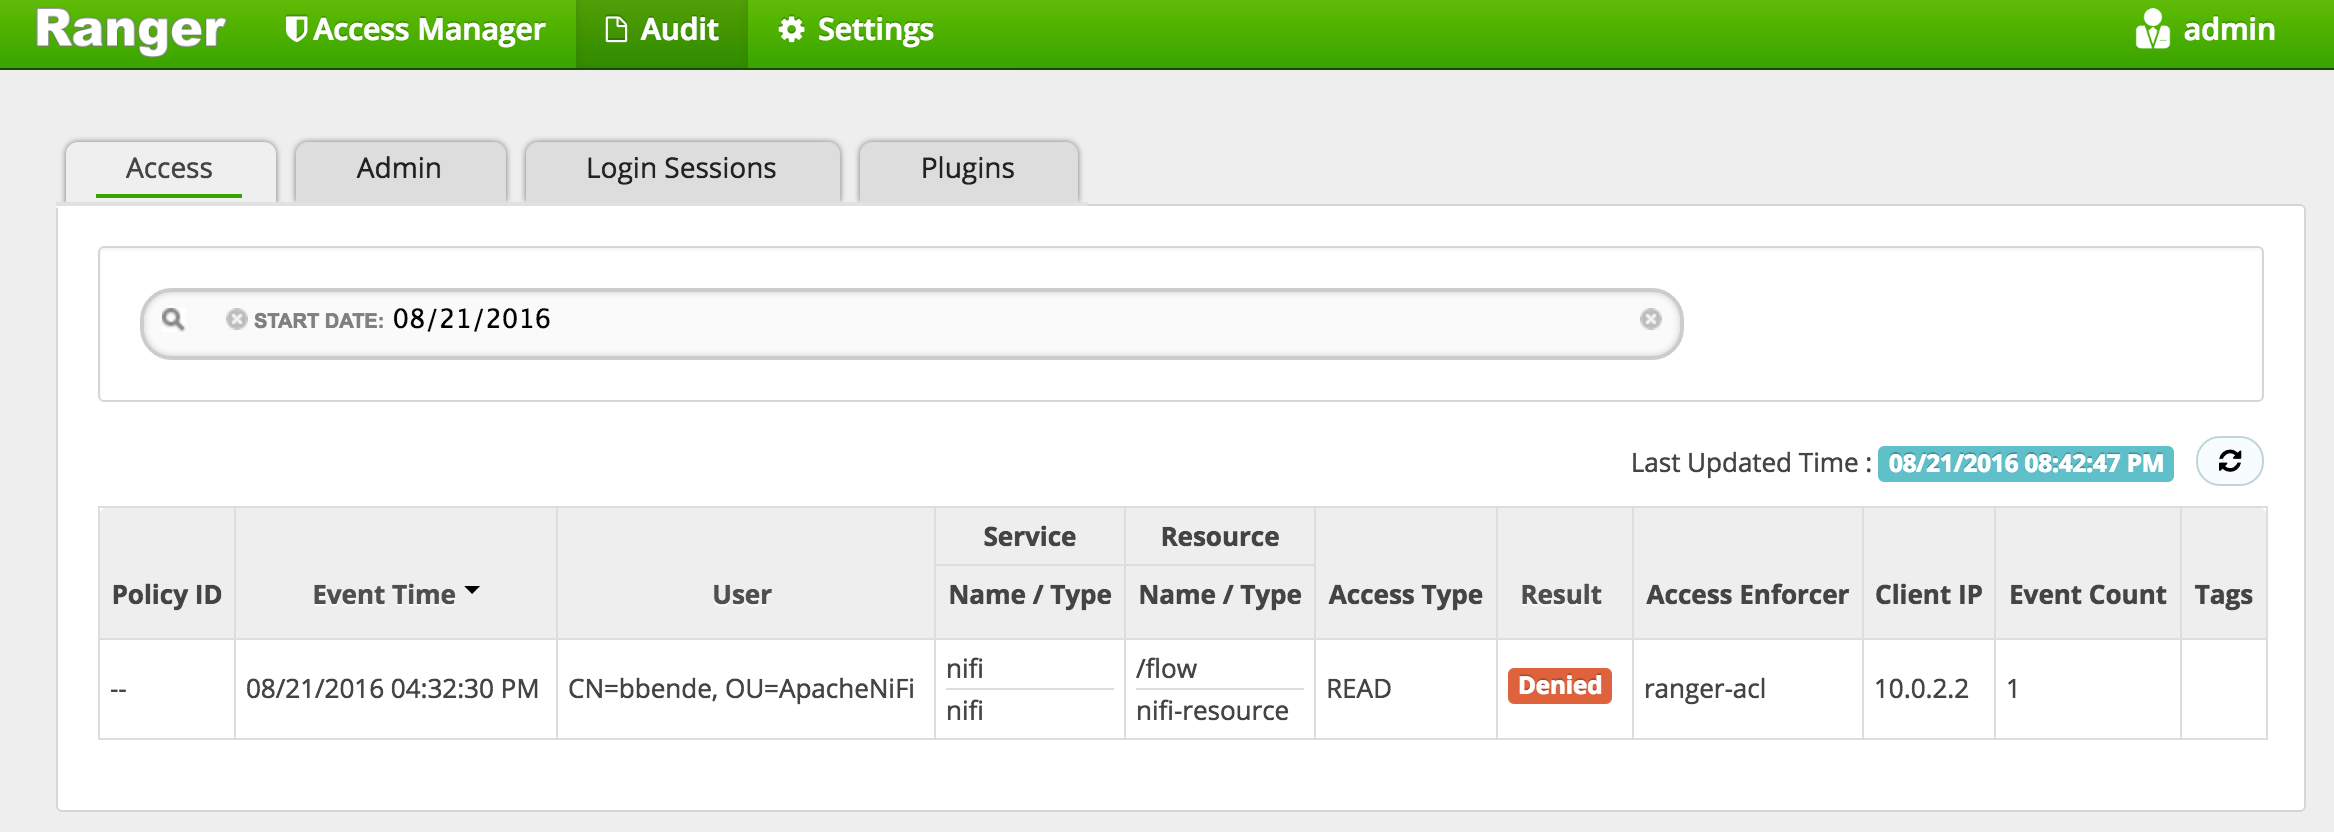 Ranger Access Manager Audit Settings admin
Access Admin Login Sessions Plugins
START DATE: 08/21/2016
Last Updated Time : 08/21/2016 08:42:47 PM
Service Resource
Policy ID Event Time User Name / Type Name / Type Access Type Result Access Enforcer Client IP Event Count Tags
nifi /flow
-- 08/21/2016 04:32:30 PM CN=bbende, OU=ApacheNiFi READ Denied ranger-acl 10.0.2.2 1
nifi nifi-resource